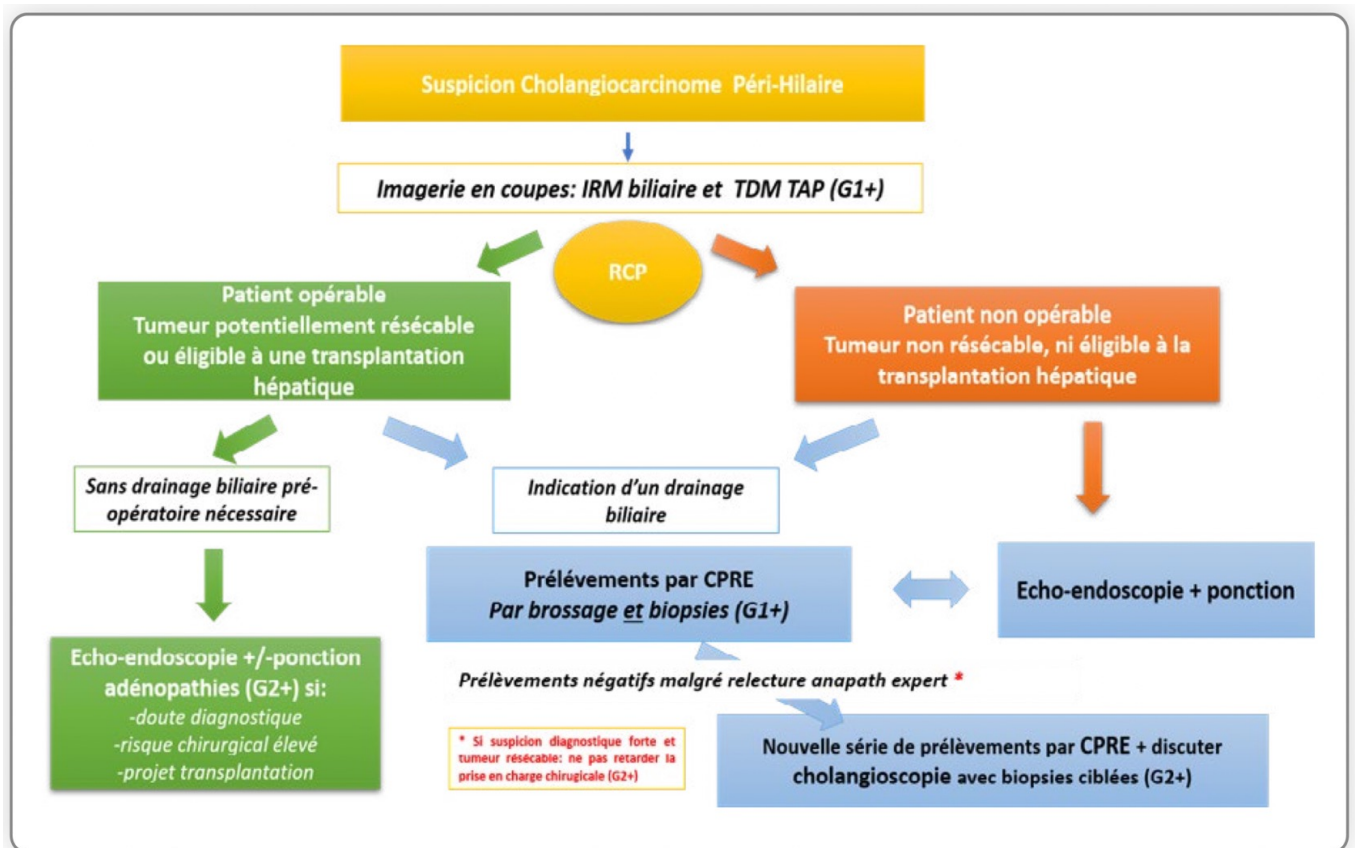 Suspicion Cholangiocarcinome Péri-Hilaire
Imagerie en coupes: IRM biliaire et TDM TAP (G1+)
RCP
Patient opérable
Tumeur potentiellement résécable
ou éligible à une transplantation
hépatique
Patient non opérable
Tumeur non résécable, ni éligible à la
transplantation hépatique
Sans drainage biliaire pré-
opératoire nécessaire
Indication d'un drainage
biliaire
Prélévements par CPRE
Par brossage et biopsies (G1+)
Echo-endoscopie + ponction
Echo-endoscopie +/-ponction
adénopathies (G2+) si:
-doute diagnostique
-risque chirurgical élevé
-projet transplantation
Prélèvements négatifs malgré relecture anapath expert *
* Si suspicion diagnostique forte et
tumeur résécable: ne pas retarder la
prise en charge chirugicale (G2+)
Nouvelle série de prélèvements par CPRE + discuter
cholangioscopie avec biopsies ciblées (G2+)